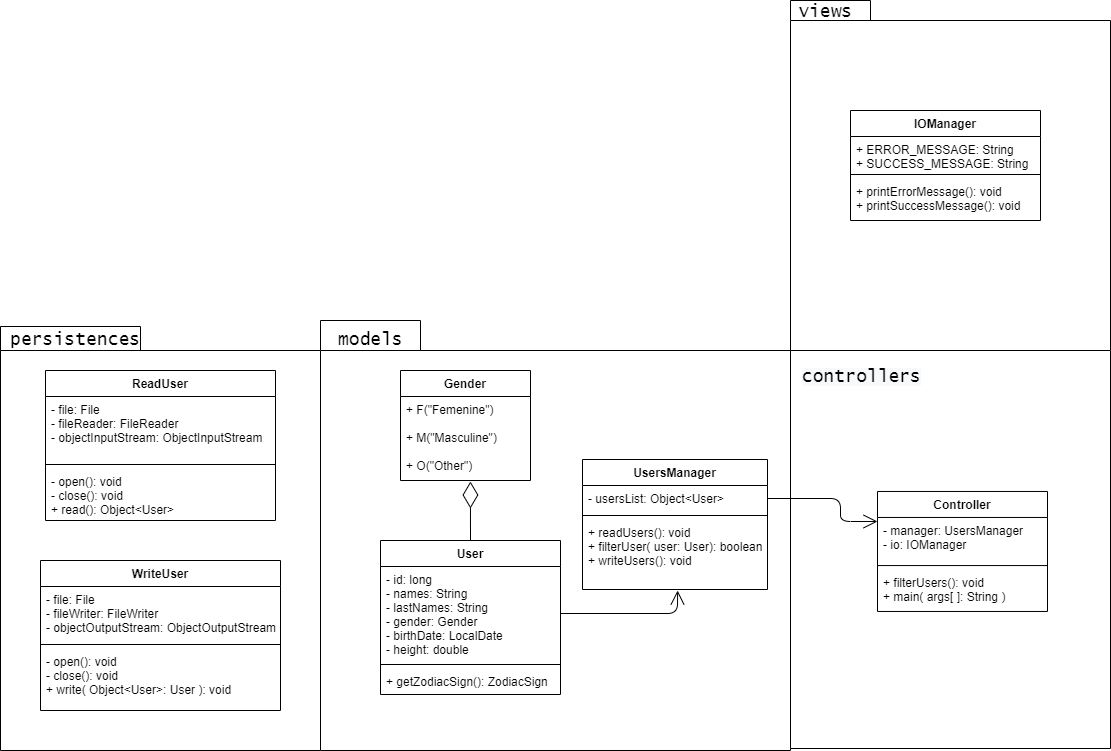 views
IOManager
+ ERROR_MESSAGE: String
+ SUCCESS_MESSAGE: String
+ printErrorMessage(): void
+ printSuccessMessage(): void
persistences
ReadUser
- file: File
- fileReader: FileReader
- objectInputStream: ObjectInputStream
- open(): void
- close(): void
+ read(): Object<User>
WriteUser
- file: File
- fileWriter: FileWriter
- objectOutputStream: ObjectOutputStream
- open(): void
- close(): void
+ write( Object<User>: User ): void
models
Gender
+ F("Femenine")
+ M("Masculine")
+ O("Other")
User
- id: long
- names: String
- lastNames: String
- gender: Gender
- birthDate: LocalDate
- height: double
+ getZodiacSign(): ZodiacSign
UsersManager
- usersList: Object<User>
+ readUsers(): void
+ filterUser( user: User): boolean
+ writeUsers(): void
controllers
Controller
- manager: UsersManager
- io: IOManager
+ filterUsers(): void
+ main( args[ ]: String )